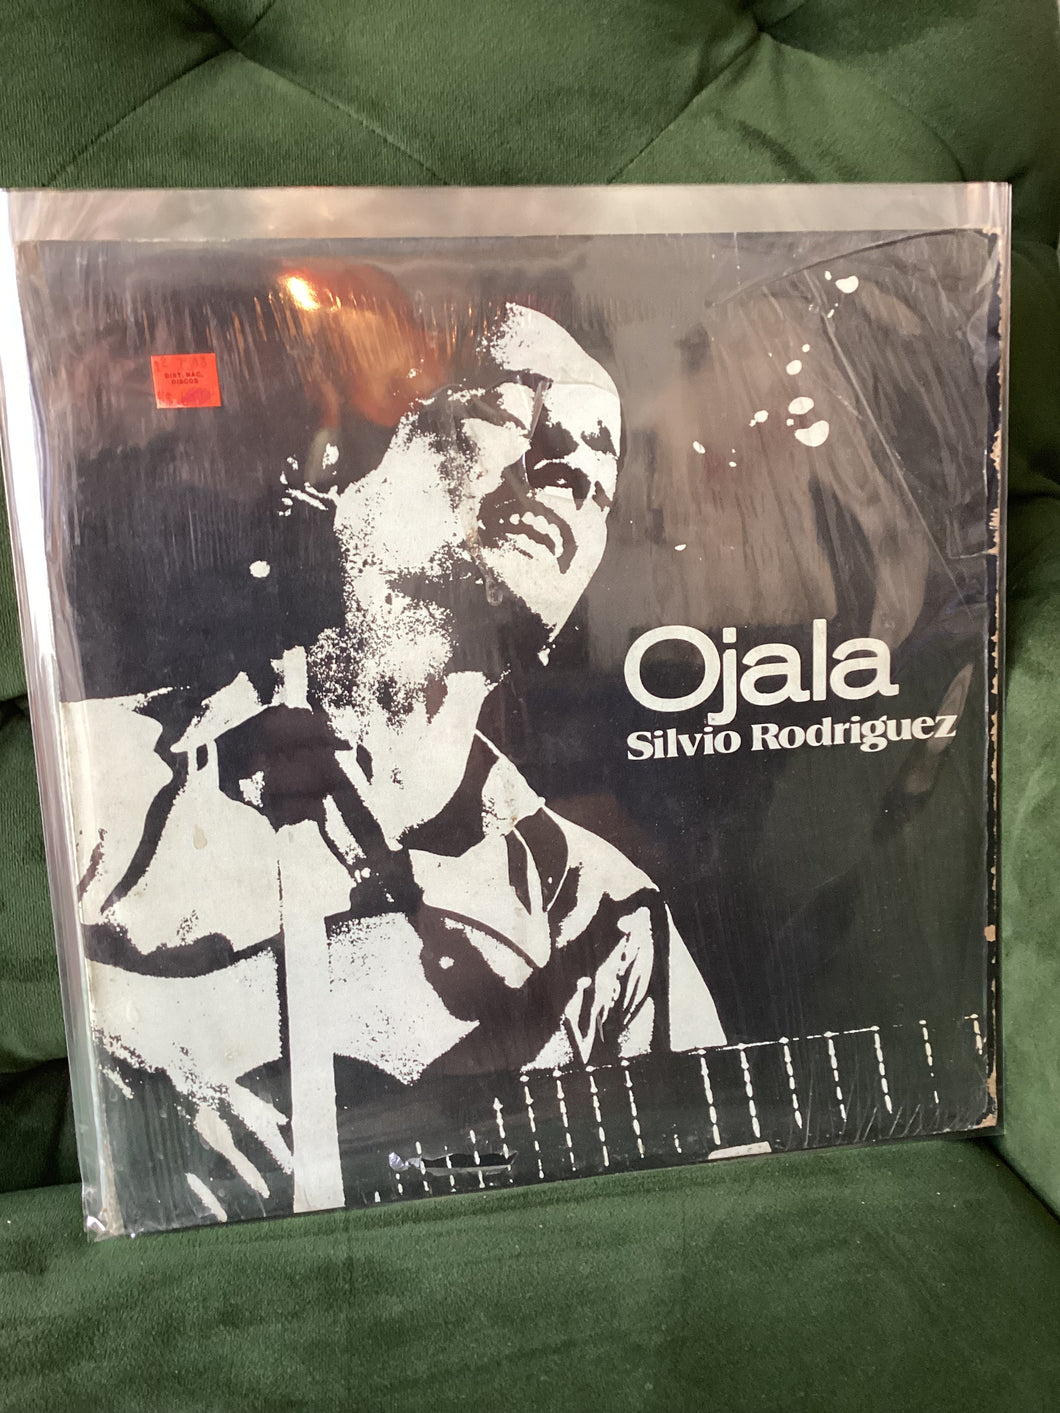 DIST. NAC.
DISCOS
Ojala
Silvio Rodriguez